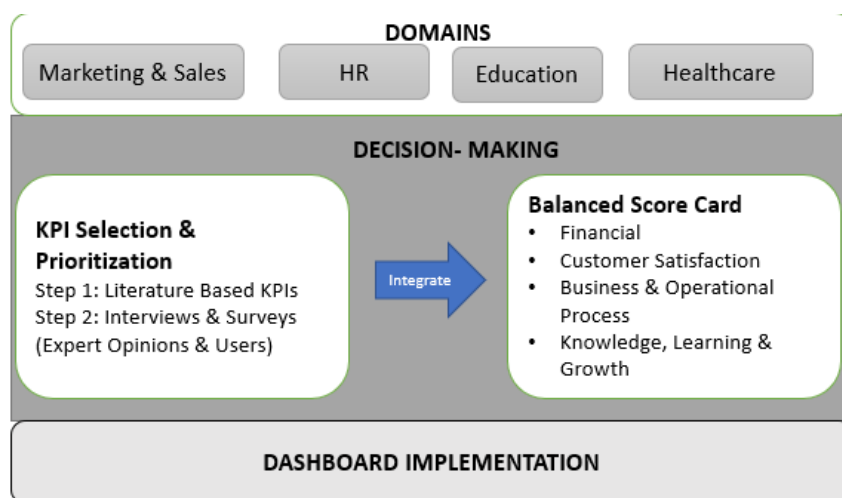 DOMAINS
Marketing & Sales
HR
Education
Healthcare
DECISION- MAKING
KPI Selection &
Prioritization
Step 1: Literature Based KPIs
Step 2: Interviews & Surveys
(Expert Opinions & Users)
Integrate
Balanced Score Card
• Financial
• Customer Satisfaction
• Business & Operational
Process
• Knowledge, Learning &
Growth
DASHBOARD IMPLEMENTATION